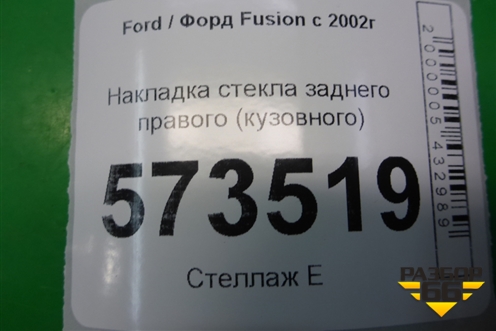 Ford / Форд Fusion с 2002г
Накладка стекла заднего
правого (кузовного)
573519
Стеллаж Е
2000005432989
РАЗБОР
66